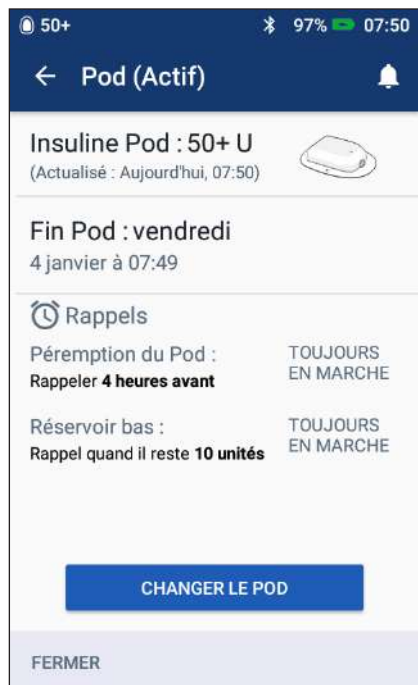 50+ 97% 07:50
Pod (Actif)
Insuline Pod : 50+ U
(Actualisé : Aujourd'hui, 07:50)
Fin Pod : vendredi
4 janvier à 07:49
Rappels
Péremption du Pod : TOUJOURS
Rappeler 4 heures avant EN MARCHE
Réservoir bas : TOUJOURS
Rappel quand il reste 10 unités EN MARCHE
CHANGER LE POD
FERMER